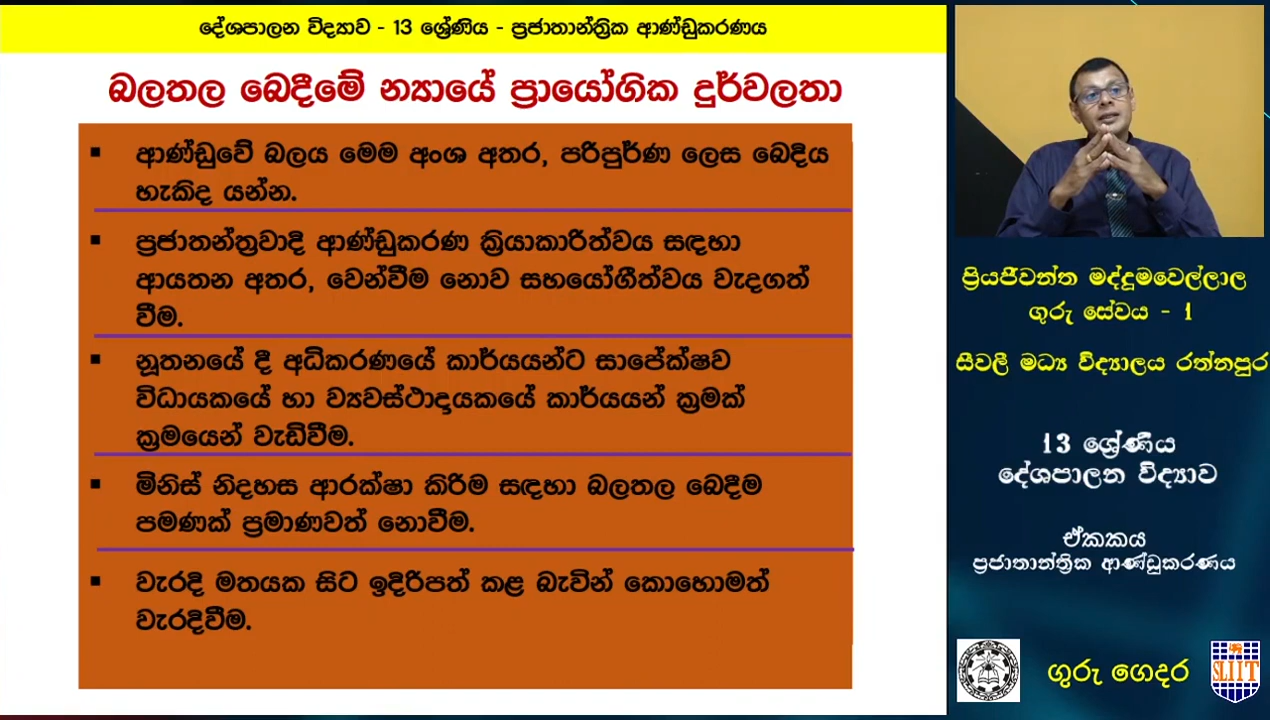 දේශපාලන විද්‍යාව - 13 ශ්‍රේණිය - ප්‍රජාතාන්ත්‍රික ආණ්ඩුකරණය
බලතල බෙදීමේ න්‍යායේ ප්‍රායෝගික දුර්වලතා
▪ ආණ්ඩුවේ බලය මෙම අංශ අතර, පරිපුර්ණ ලෙස බෙදිය
හැකිද යන්න.
▪ ප්‍රජාතන්ත්‍රවාදී ආණ්ඩුකරණ ක්‍රියාකාරීත්වය සඳහා
ආයතන අතර, වෙන්වීම නොව සහයෝගීත්වය වැදගත්
වීම.
▪ නූතනයේ දී අධිකරණයේ කාර්යයන්ට සාපේක්ෂව
විධායකයේ හා ව්‍යවස්ථාදායකයේ කාර්යයන් ක්‍රමක්
ක්‍රමයෙන් වැඩිවීම.
▪ මිනිස් නිදහස ආරක්ෂා කිරීම සඳහා බලතල බෙදීම
පමණක් ප්‍රමාණවත් නොවීම.
▪ වැරදි මතයක සිට ඉදිරිපත් කළ බැවින් කොහොමත්
වැරදිවීම.
ප්‍රියජීවන්ත මද්දූමවෙල්ලාල
ගුරු සේවය - 1
සීවලී මධ්‍ය විද්‍යාලය රත්නපුර
13 ශ්‍රේණිය
දේශපාලන විද්‍යාව
ඒකකය
ප්‍රජාතාන්ත්‍රික ආණ්ඩුකරණය
ගුරු ගෙදර
SLIIT